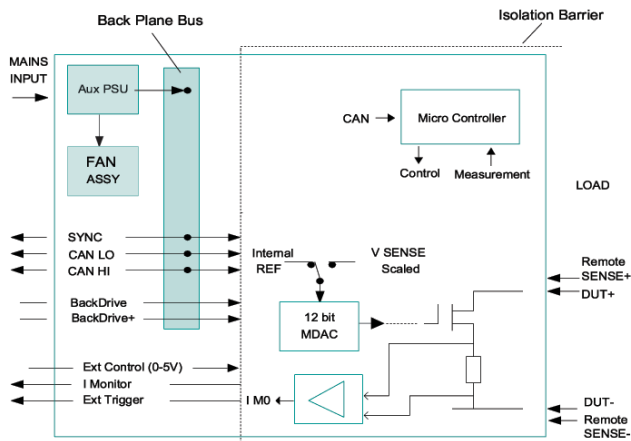 Isolation Barrier
Back Plane Bus
MAINS
INPUT
Aux PSU
FAN
ASSY
CAN
Micro Controller
Control
Measurement
LOAD
SYNC
CAN LO
CAN HI
Internal
REF
V SENSE
Scaled
Remote
SENSE+
DUT+
BackDrive
BackDrive+
12 bit
MDAC
Ext Control (0-5V)
I Monitor
Ext Trigger
I M0
DUT-
Remote
SENSE-